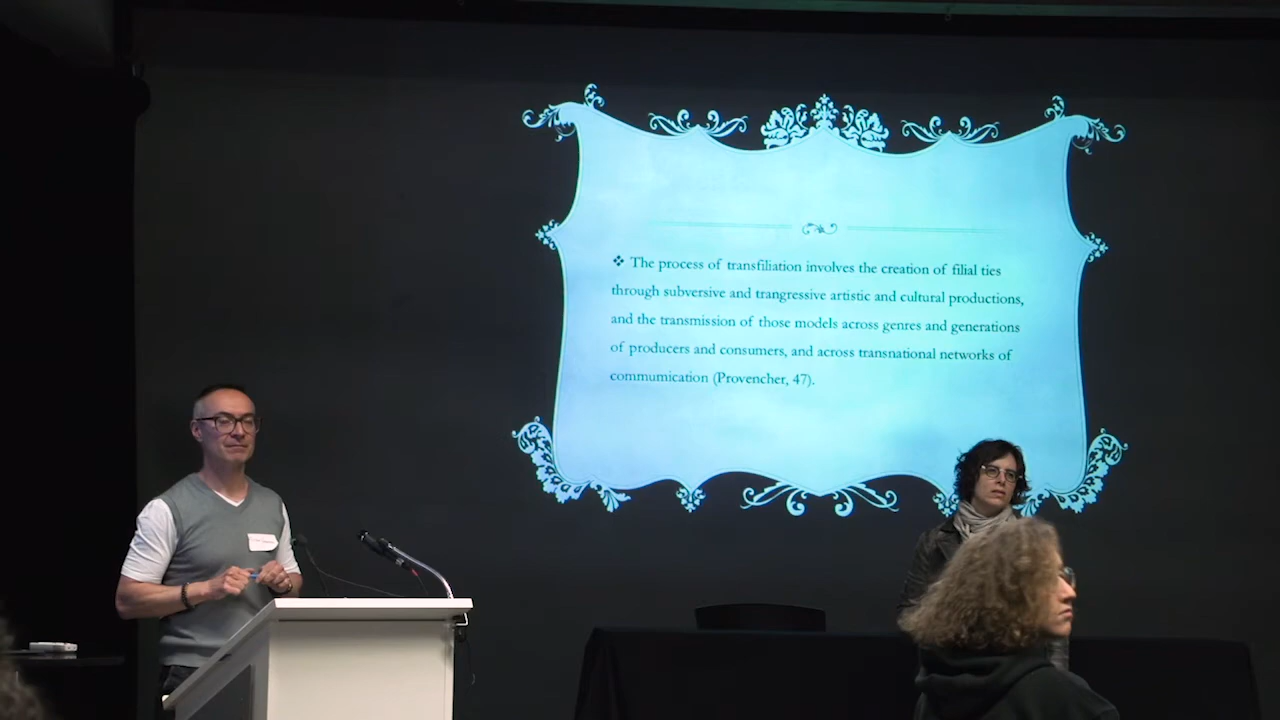 ❖ The process of transfiliation involves the creation of filial ties
through subversive and trangressive artistic and cultural productions,
and the transmission of those models across genres and generations
of producers and consumers, and across transnational networks of
commumication (Provencher, 47).